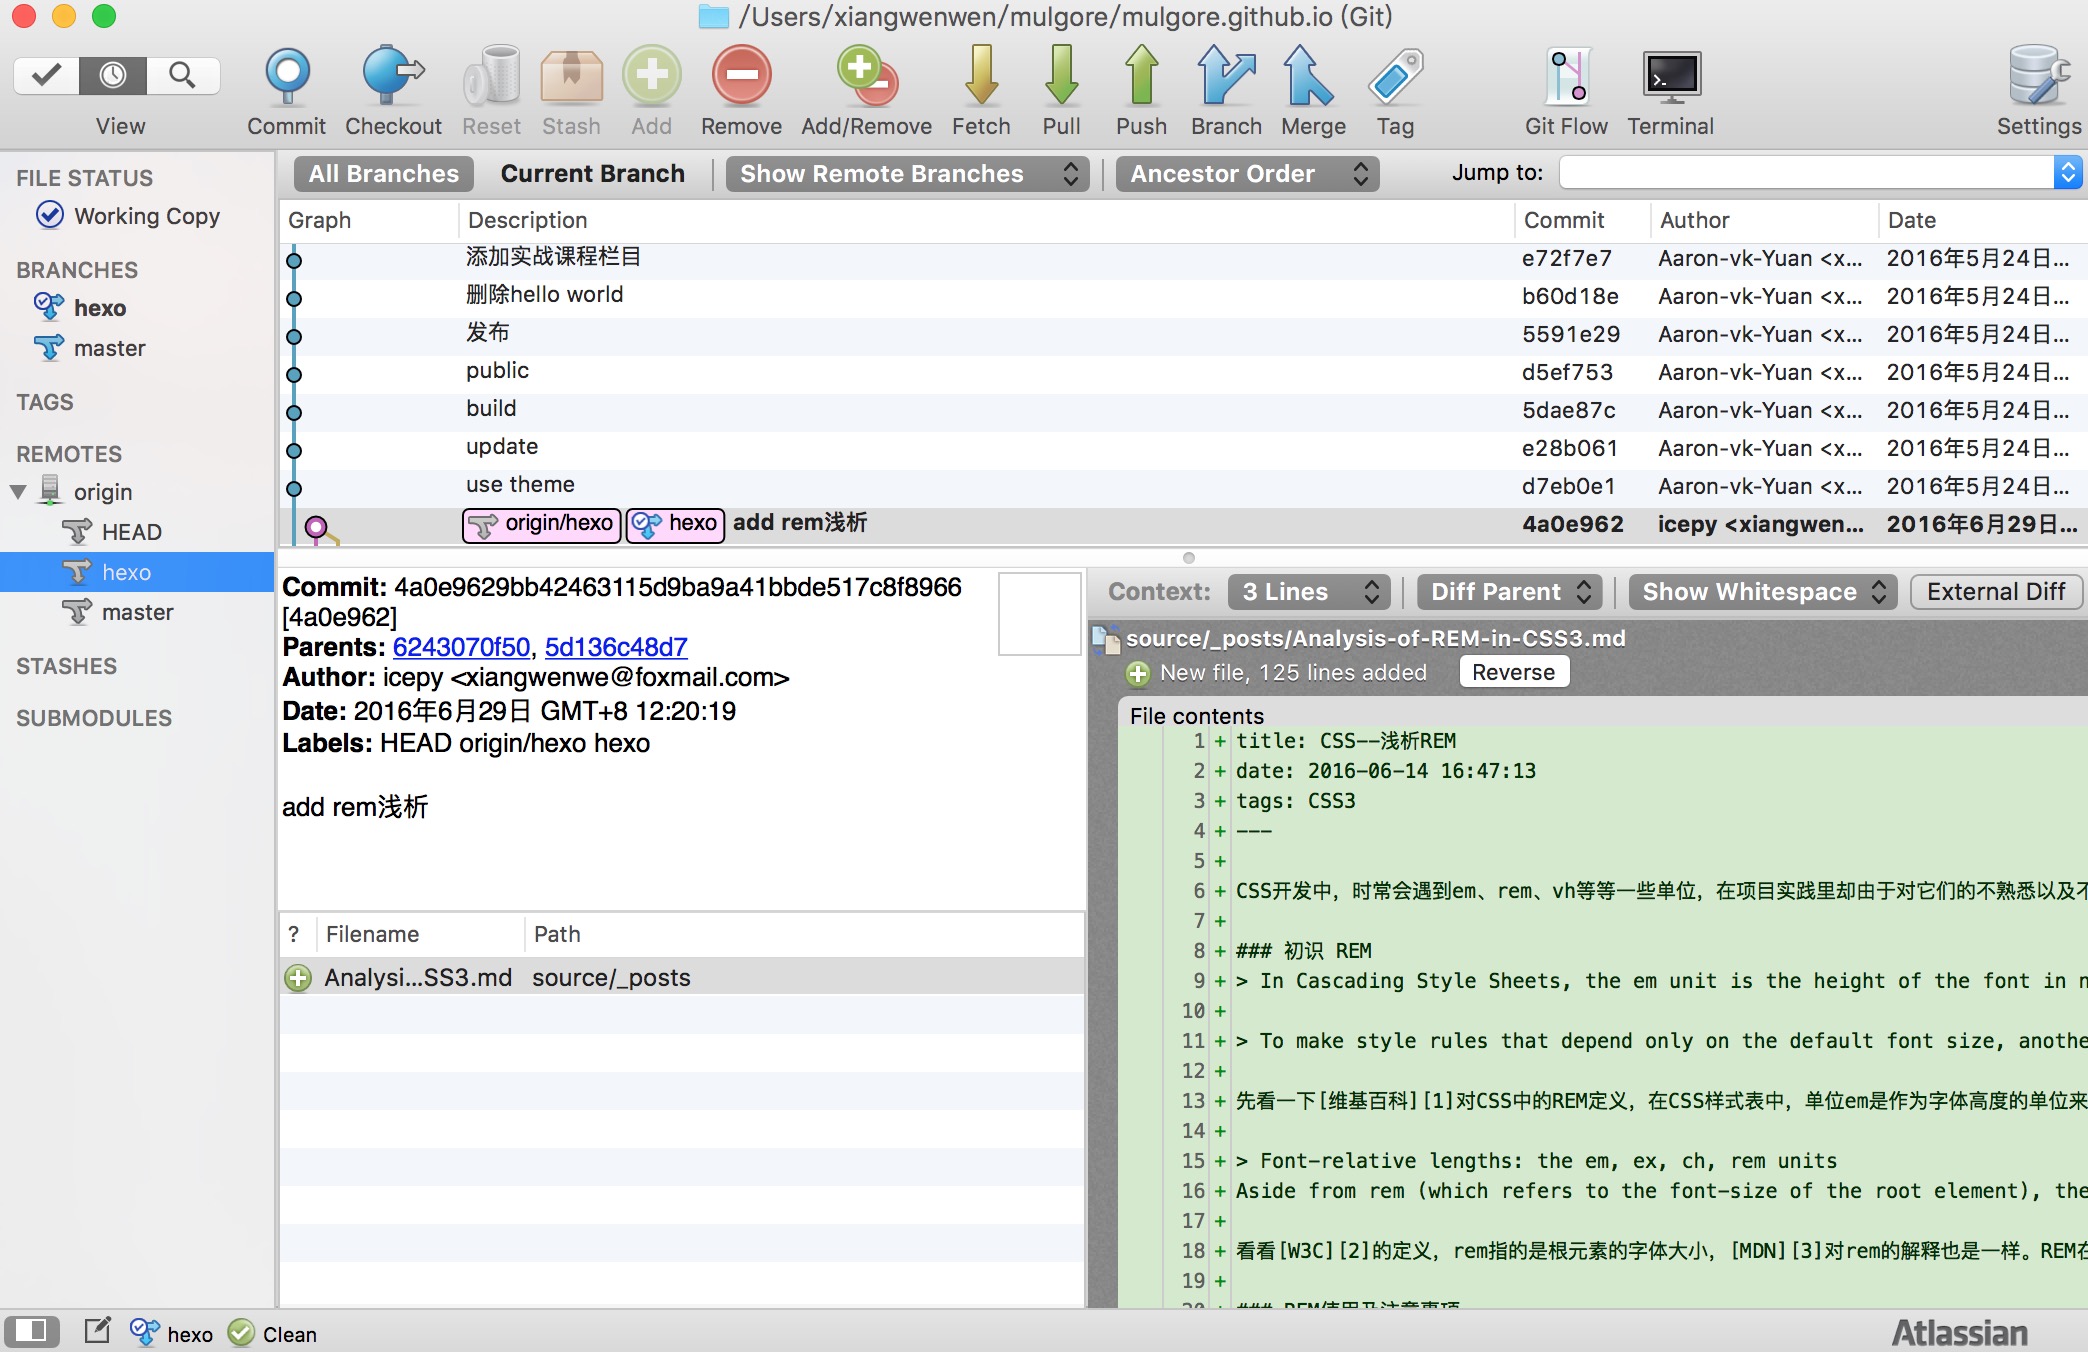 /Users/xiangwenwen/mulgore/mulgore.github.io (Git)
View Commit Checkout Reset Stash Add Remove Add/Remove Fetch Pull Push Branch Merge Tag Git Flow Terminal Settings
All Branches Current Branch Show Remote Branches Ancestor Order Jump to:
FILE STATUS
Working Copy
BRANCHES
hexo
master
TAGS
REMOTES
origin
HEAD
hexo
master
STASHES
SUBMODULES
Graph Description Commit Author Date
添加实战课程栏目 e72f7e7 Aaron-vk-Yuan <x... 2016年5月24日...
删除hello world b60d18e Aaron-vk-Yuan <x... 2016年5月24日...
发布 5591e29 Aaron-vk-Yuan <x... 2016年5月24日...
public d5ef753 Aaron-vk-Yuan <x... 2016年5月24日...
build 5dae87c Aaron-vk-Yuan <x... 2016年5月24日...
update e28b061 Aaron-vk-Yuan <x... 2016年5月24日...
use theme d7eb0e1 Aaron-vk-Yuan <x... 2016年5月24日...
origin/hexo hexo add rem浅析 4a0e962 icepy <xiangwen... 2016年6月29日...
Commit: 4a0e9629bb42463115d9ba9a41bbde517c8f8966
[4a0e962]
Parents: 6243070f50, 5d136c48d7
Author: icepy <xiangwenwe@foxmail.com>
Date: 2016年6月29日 GMT+8 12:20:19
Labels: HEAD origin/hexo hexo
add rem浅析
? Filename Path
Analysi...SS3.md source/_posts
Context: 3 Lines Diff Parent Show Whitespace External Diff
source/_posts/Analysis-of-REM-in-CSS3.md
New file, 125 lines added Reverse
File contents
1 + title: CSS--浅析REM
2 + date: 2016-06-14 16:47:13
3 + tags: CSS3
4 + ---
5 +
6 + CSS开发中，时常会遇到em、rem、vh等等一些单位，在项目实践里却由于对它们的不熟悉以及不
7 +
8 + ### 初识 REM
9 + > In Cascading Style Sheets, the em unit is the height of the font in n
10 +
11 + > To make style rules that depend only on the default font size, anothe
12 +
13 + 先看一下[维基百科][1]对CSS中的REM定义，在CSS样式表中，单位em是作为字体高度的单位来
14 +
15 + > Font-relative lengths: the em, ex, ch, rem units
16 + Aside from rem (which refers to the font-size of the root element), the
17 +
18 + 看看[W3C][2]的定义，rem指的是根元素的字体大小，[MDN][3]对rem的解释也是一样。REM在
19 +
20 + ### REM使用及注意事项
hexo Clean
Atlassian